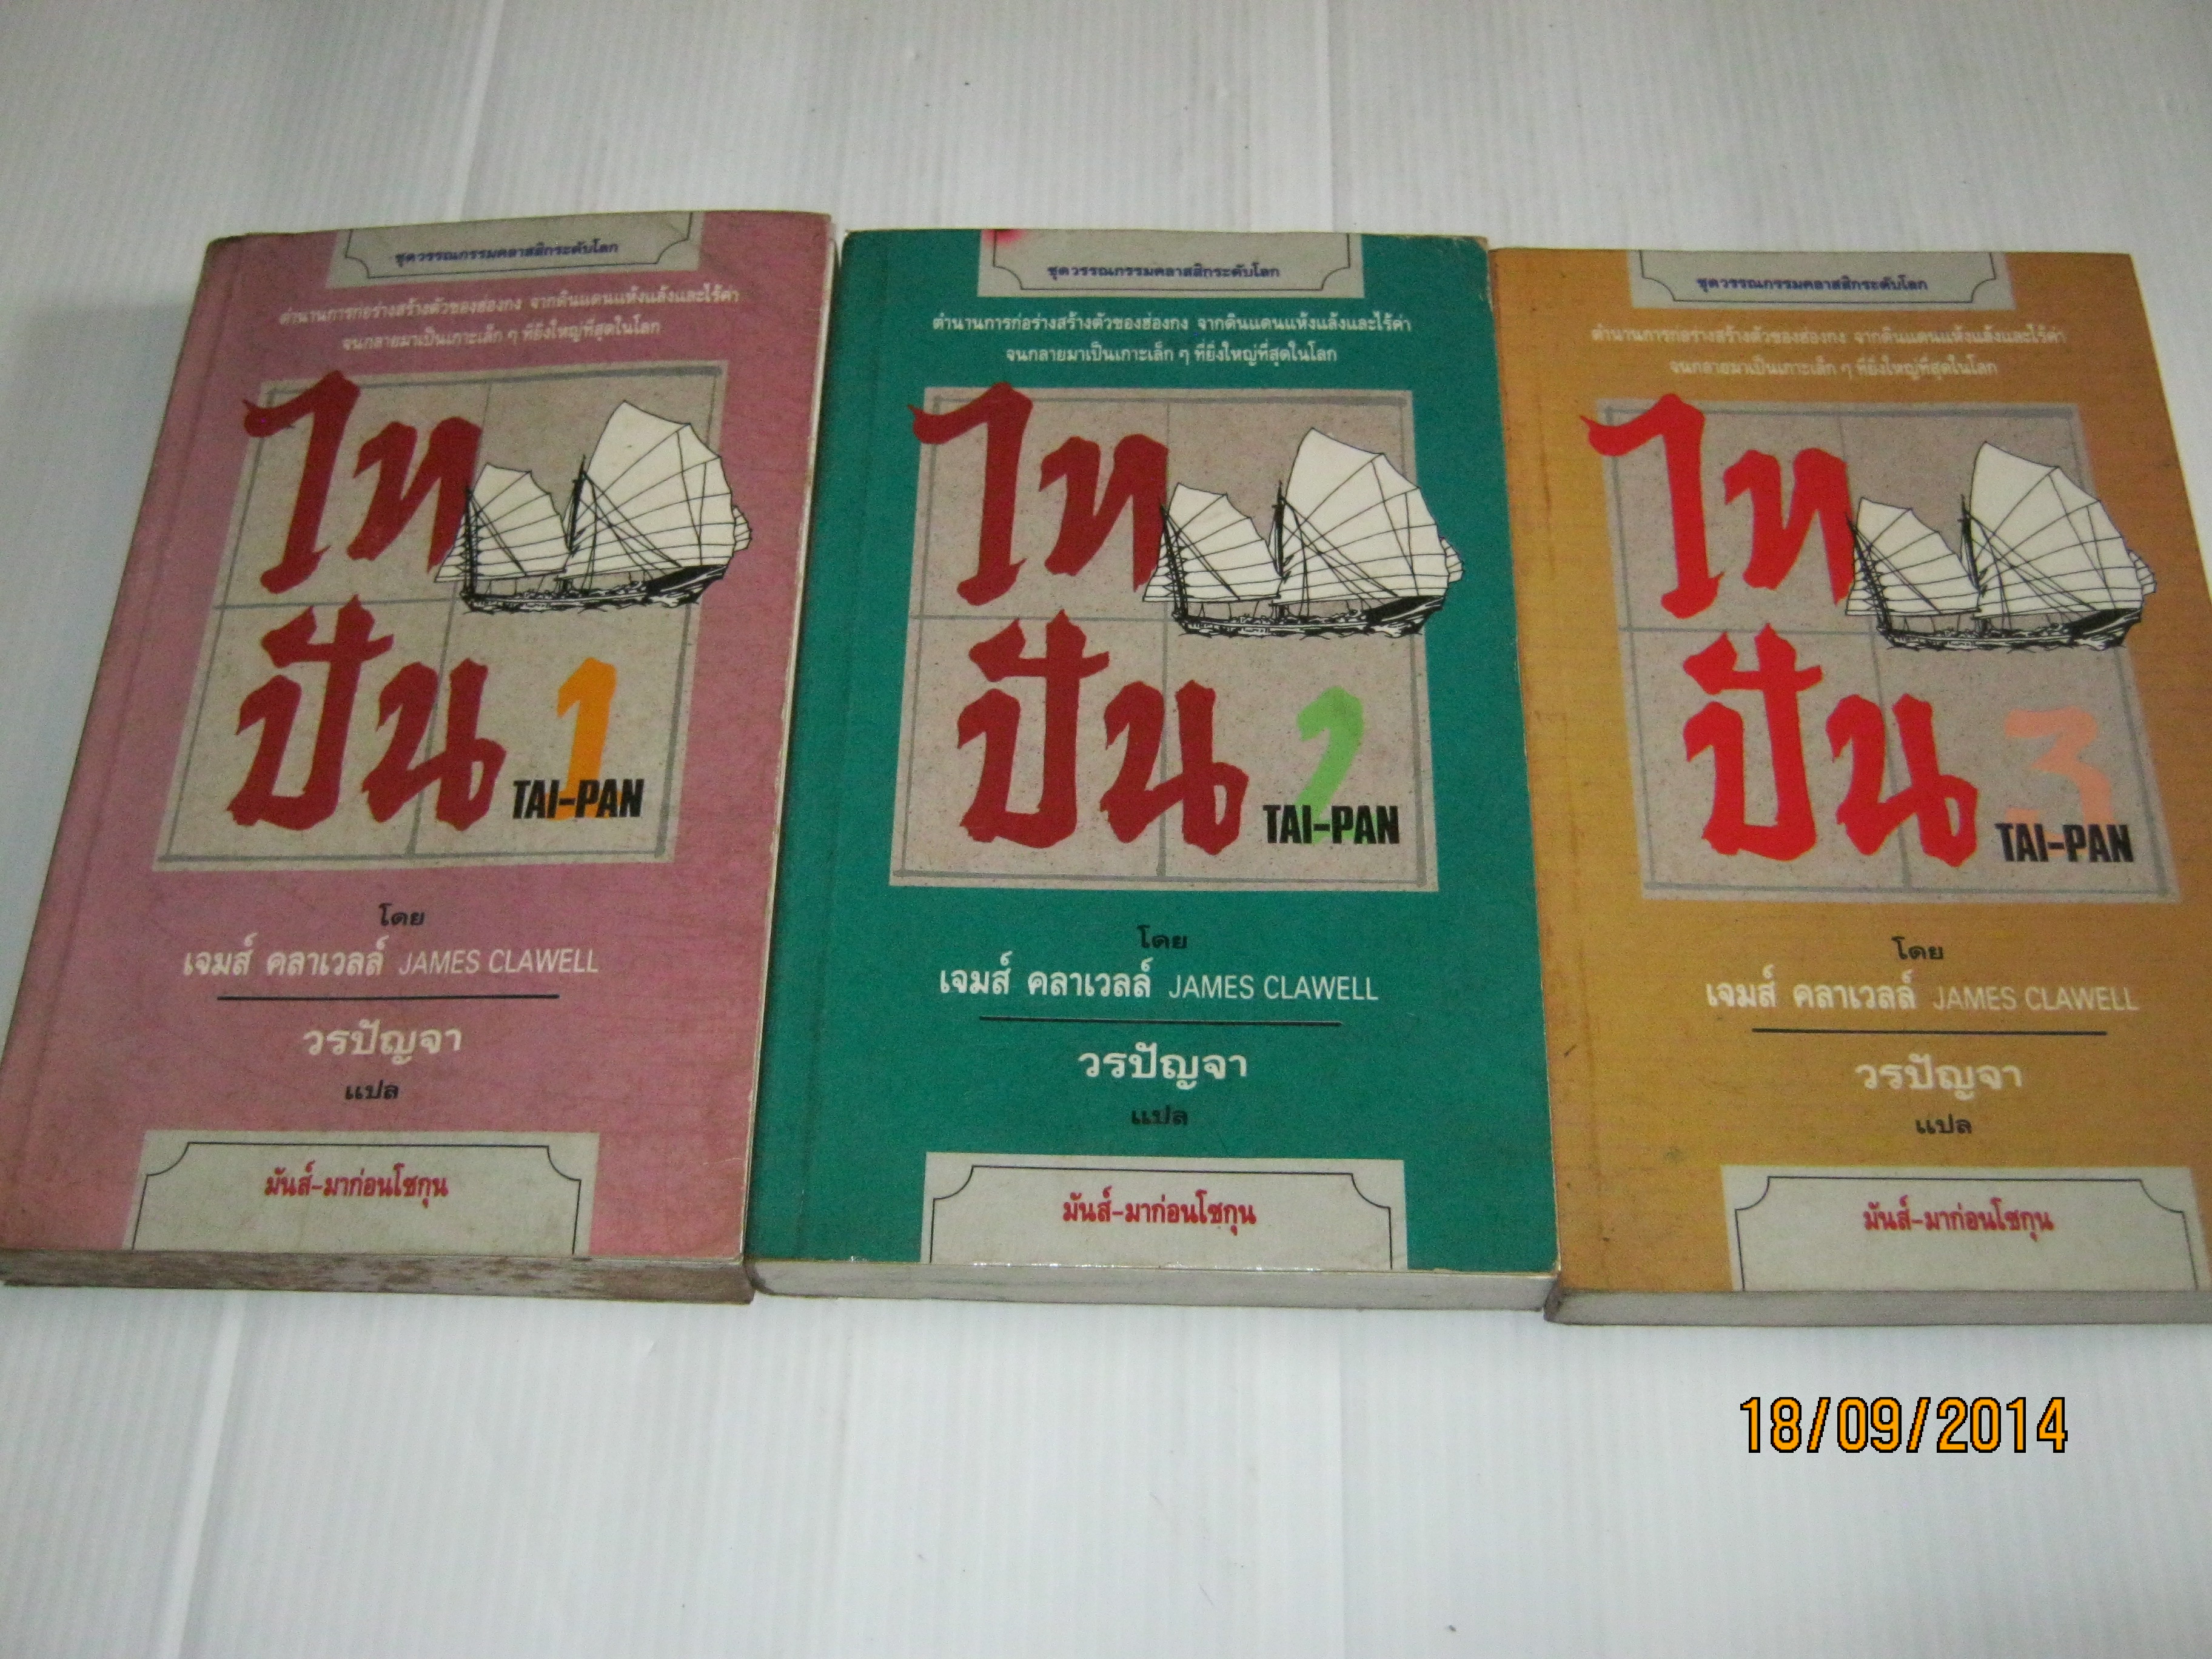 ชุดวรรณกรรมคลาสสิกระดับโลก
ตำนานการก่อร่างสร้างตัวของฮ่องกง จากดินแดนแห้งแล้งและไร้ค่า
จนกลายมาเป็นเกาะเล็ก ๆ ที่ยิ่งใหญ่ที่สุดในโลก
ไท
ปัน 1
TAI-PAN
โดย
เจมส์ คลาเวลล์ JAMES CLAWELL
วรปัญจา
แปล
มันส์-มาก่อนโชกุน
ชุดวรรณกรรมคลาสสิกระดับโลก
ตำนานการก่อร่างสร้างตัวของฮ่องกง จากดินแดนแห้งแล้งและไร้ค่า
จนกลายมาเป็นเกาะเล็ก ๆ ที่ยิ่งใหญ่ที่สุดในโลก
ไท
ปัน 2
TAI-PAN
โดย
เจมส์ คลาเวลล์ JAMES CLAWELL
วรปัญจา
แปล
มันส์-มาก่อนโชกุน
ชุดวรรณกรรมคลาสสิกระดับโลก
ตำนานการก่อร่างสร้างตัวของฮ่องกง จากดินแดนแห้งแล้งและไร้ค่า
จนกลายมาเป็นเกาะเล็ก ๆ ที่ยิ่งใหญ่ที่สุดในโลก
ไท
ปัน 3
TAI-PAN
โดย
เจมส์ คลาเวลล์ JAMES CLAWELL
วรปัญจา
แปล
มันส์-มาก่อนโชกุน
18/09/2014